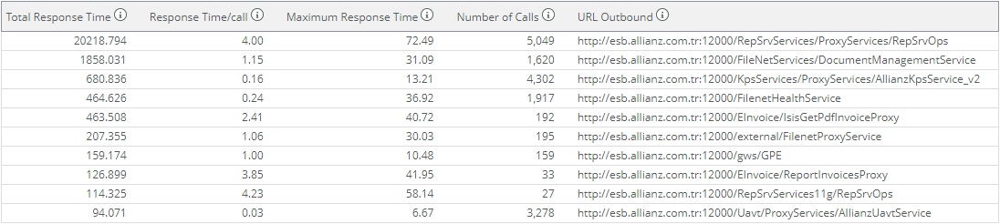 Total Response Time Response Time/call Maximum Response Time Number of Calls URL Outbound
20218.794 4.00 72.49 5,049 http://esb.allianz.com.tr:12000/RepSrvServices/ProxyServices/RepSrvOps
1858.031 1.15 31.09 1,620 http://esb.allianz.com.tr:12000/FileNetServices/DocumentManagementService
680.836 0.16 13.21 4,302 http://esb.allianz.com.tr:12000/KpsServices/ProxyServices/AllianzKpsService_v2
464.626 0.24 36.92 1,917 http://esb.allianz.com.tr:12000/FilenetHealthService
463.508 2.41 40.72 192 http://esb.allianz.com.tr:12000/EInvoice/IsisGetPdfInvoiceProxy
207.355 1.06 30.03 195 http://esb.allianz.com.tr:12000/external/FilenetProxyService
159.174 1.00 10.48 159 http://esb.allianz.com.tr:12000/gws/GPE
126.899 3.85 41.95 33 http://esb.allianz.com.tr:12000/EInvoice/ReportInvoicesProxy
114.325 4.23 58.14 27 http://esb.allianz.com.tr:12000/RepSrvServices11g/RepSrvOps
94.071 0.03 6.67 3,278 http://esb.allianz.com.tr:12000/Uavt/ProxyServices/AllianzUavtService